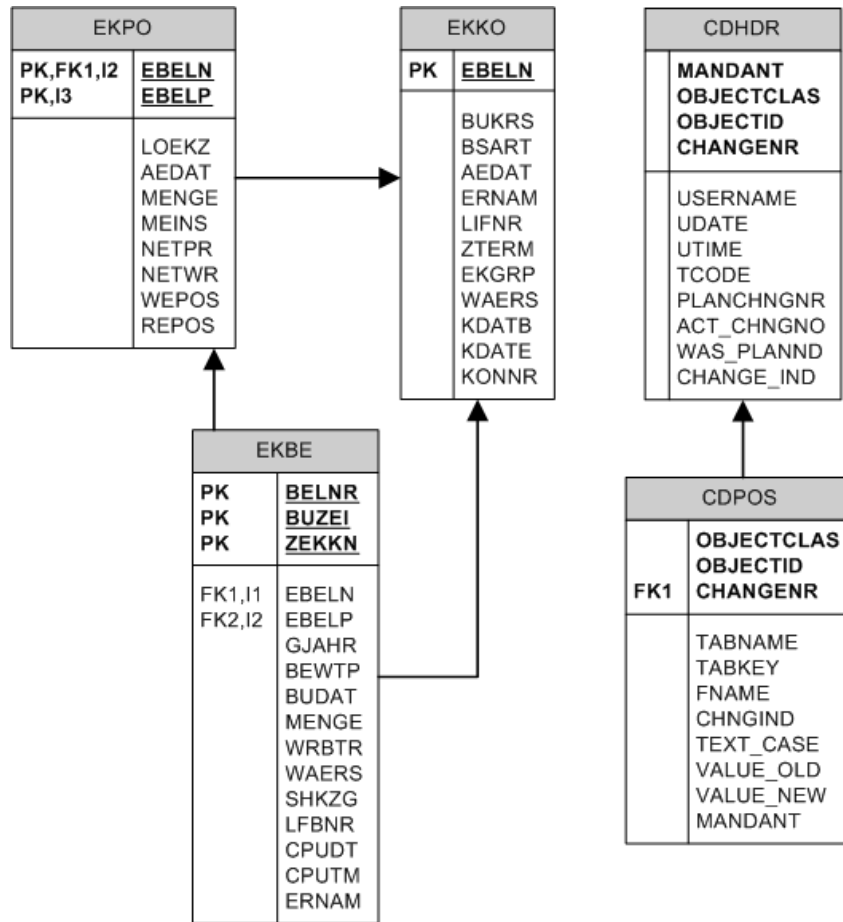 EKPO
PK,FK1,I2 EBELN
PK,I3 EBELP
LOEKZ
AEDAT
MENGE
MEINS
NETPR
NETWR
WEPOS
REPOS
EKKO
PK EBELN
BUKRS
BSART
AEDAT
ERNAM
LIFNR
ZTERM
EKGRP
WAERS
KDATB
KDATE
KONNR
CDHDR
MANDANT
OBJECTCLAS
OBJECTID
CHANGENR
USERNAME
UDATE
UTIME
TCODE
PLANCHNGNR
ACT_CHNGNO
WAS_PLANND
CHANGE_IND
EKBE
PK BELNR
PK BUZEI
PK ZEKKN
FK1,I1 EBELN
FK2,I2 EBELP
GJAHR
BEWTP
BUDAT
MENGE
WRBTR
WAERS
SHKZG
LFBNR
CPUDT
CPUTM
ERNAM
CDPOS
OBJECTCLAS
OBJECTID
FK1 CHANGENR
TABNAME
TABKEY
FNAME
CHNGIND
TEXT_CASE
VALUE_OLD
VALUE_NEW
MANDANT